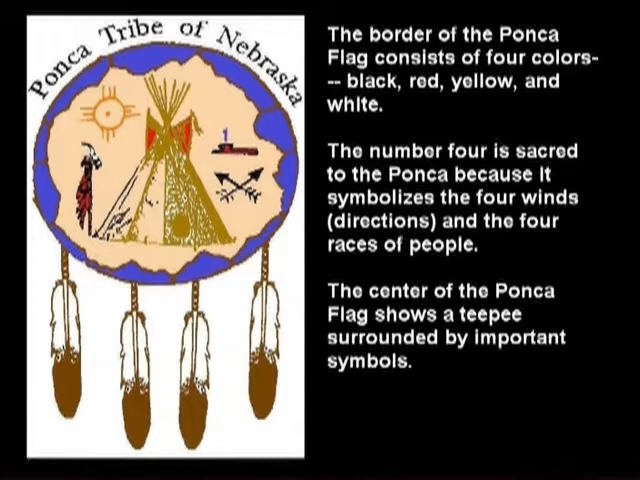 Ponca Tribe of Nebraska
1
The border of the Ponca
Flag consists of four colors-
-- black, red, yellow, and
white.
The number four is sacred
to the Ponca because it
symbolizes the four winds
(directions) and the four
races of people.
The center of the Ponca
Flag shows a teepee
surrounded by important
symbols.